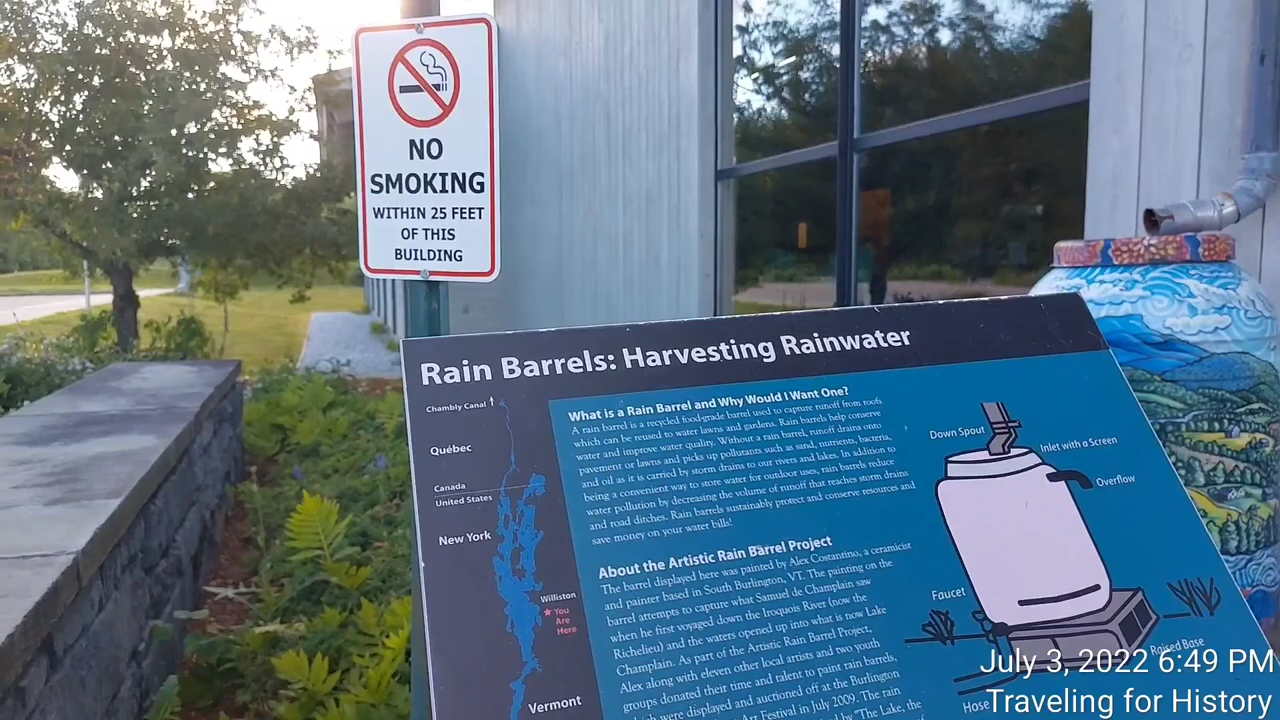 NO
SMOKING
WITHIN 25 FEET
OF THIS
BUILDING
Rain Barrels: Harvesting Rainwater
Chambly Canal
Québec
Canada
United States
New York
Williston
You
Are
Here
Vermont
What is a Rain Barrel and Why Would I Want One?
A rain barrel is a recycled food-grade barrel used to capture runoff from roofs
which can be reused to water lawns and gardens. Rain barrels help conserve
water and improve water quality. Without a rain barrel, runoff drains onto
pavement or lawns and picks up pollutants such as sand, nutrients, bacteria,
and oil as it is carried by storm drains to our rivers and lakes. In addition to
being a convenient way to store water for outdoor uses, rain barrels reduce
water pollution by decreasing the volume of runoff that reaches storm drains
and road ditches. Rain barrels sustainably protect and conserve resources and
save money on your water bills!
About the Artistic Rain Barrel Project
The barrel displayed here was painted by Alex Costantino, a ceramicist
and painter based in South Burlington, VT. The painting on the
barrel attempts to capture what Samuel de Champlain saw
when he first voyaged down the Iroquois River (now the
Richelieu) and the waters opened up into what is now Lake
Champlain. As part of the Artistic Rain Barrel Project,
Alex along with eleven other local artists and two youth
groups donated their time and talent to paint rain barrels,
which were displayed and auctioned off at the Burlington
Art Festival in July 2009. The rain
by "The Lake, the
Down Spout
Inlet with a Screen
Overflow
Faucet
Raised Base
Hose
July 3, 2022 6:49 PM
Traveling for History